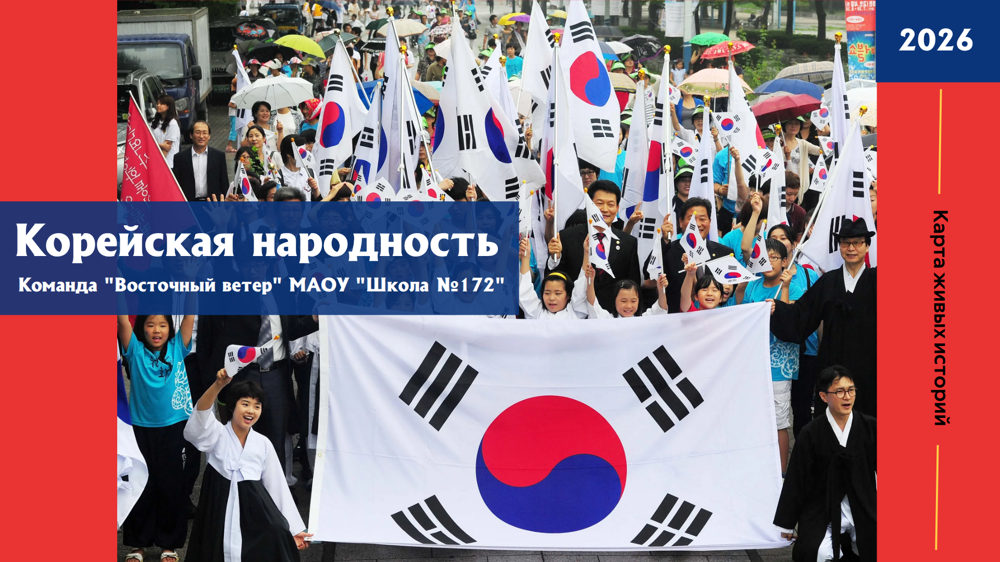 2026
Корейская народность
Команда "Восточный ветер" МАОУ "Школа №172"
Карта живых историй